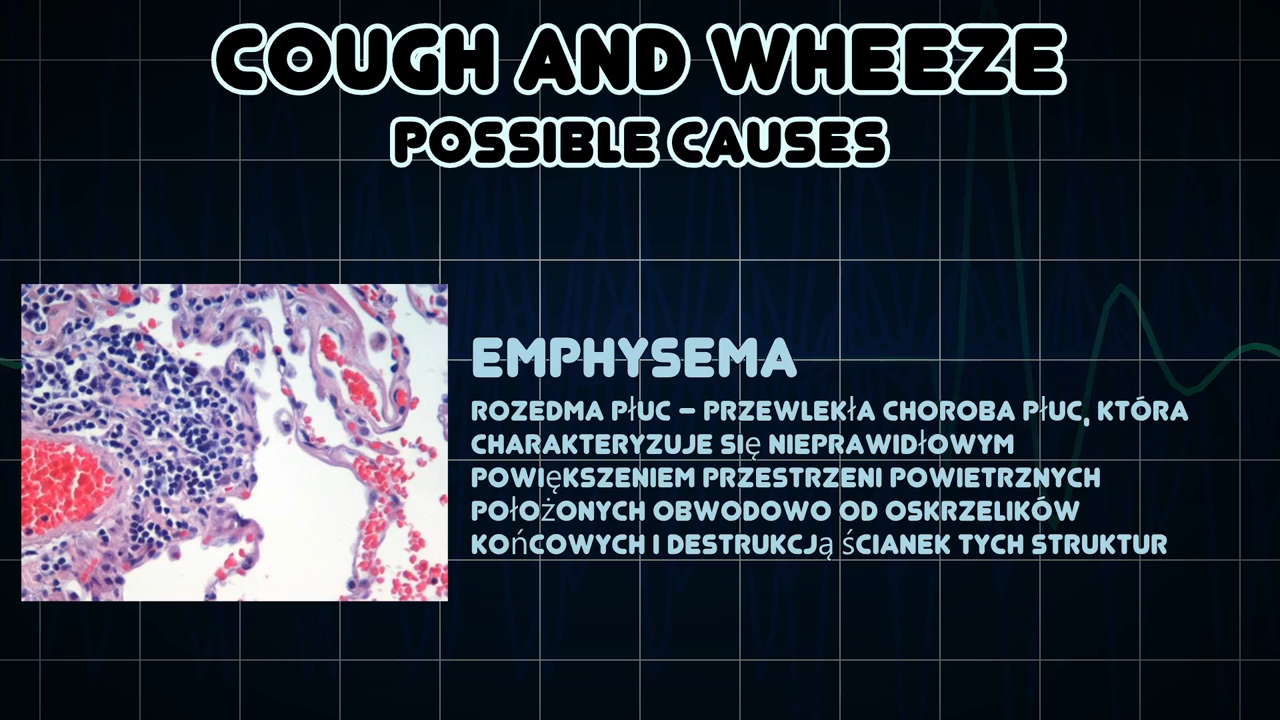 COUGH AND WHEEZE
POSSIBLE CAUSES
EMPHYSEMA
ROZEDMA PŁUC – PRZEWLEKŁA CHOROBA PŁUC, KTÓRA
CHARAKTERYZUJE SIĘ NIEPRAWIDŁOWYM
POWIĘKSZENIEM PRZESTRZENI POWIETRZNYCH
POŁOŻONYCH OBWODOWO OD OSKRZELIKÓW
KOŃCOWYCH I DESTRUKCJĄ ŚCIANEK TYCH STRUKTUR